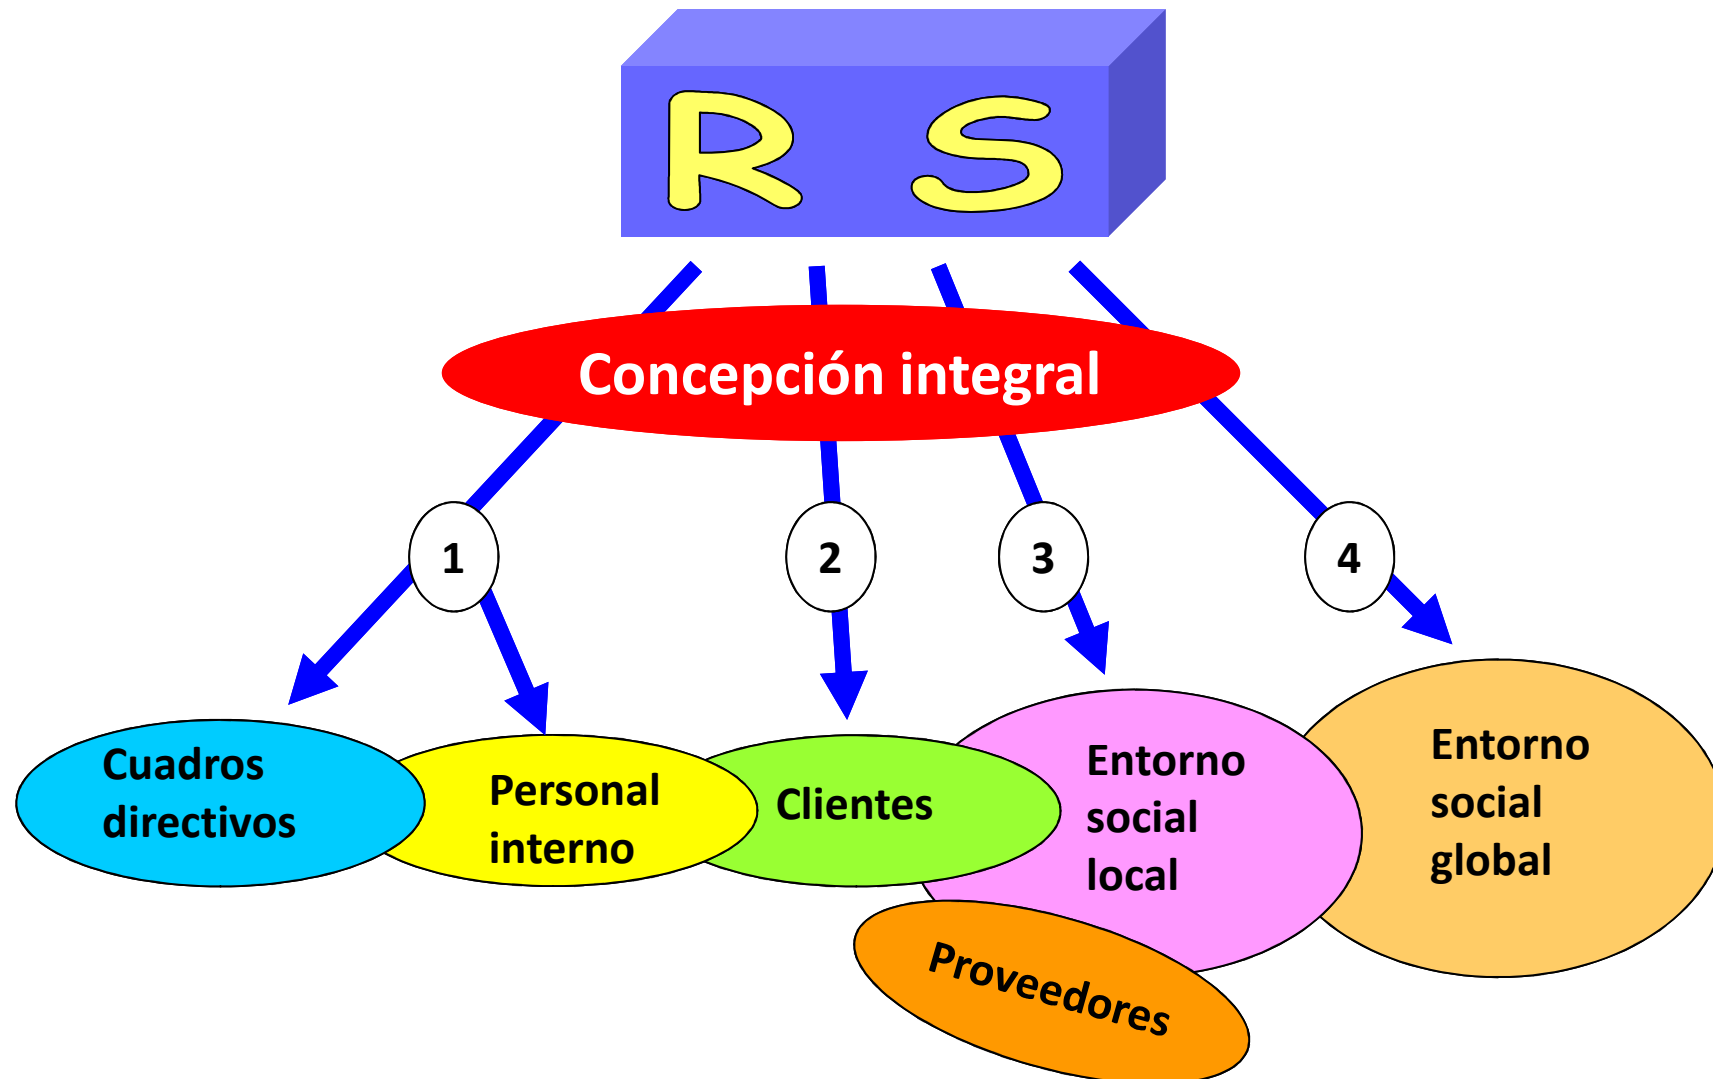 R S
Concepción integral
1
2
3
4
Cuadros
directivos
Personal
interno
Clientes
Entorno
social
local
Entorno
social
global
Proveedores